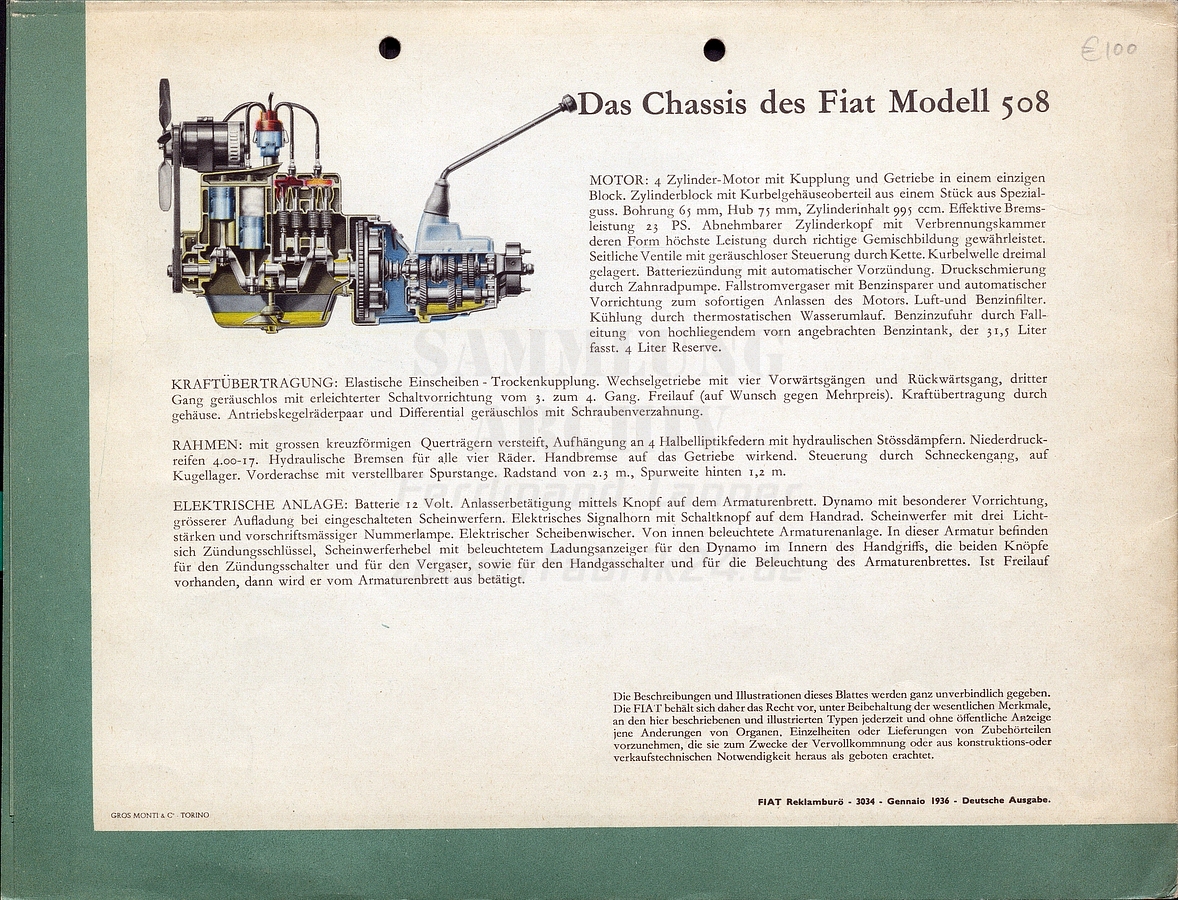 €100
Das Chassis des Fiat Modell 508
MOTOR: 4 Zylinder-Motor mit Kupplung und Getriebe in einem einzigen
Block. Zylinderblock mit Kurbelgehäuseoberteil aus einem Stück aus Spezial-
guss. Bohrung 65 mm, Hub 75 mm, Zylinderinhalt 995 ccm. Effektive Brems-
leistung 23 PS. Abnehmbarer Zylinderkopf mit Verbrennungskammer
deren Form höchste Leistung durch richtige Gemischbildung gewährleistet.
Seitliche Ventile mit geräuschloser Steuerung durch Kette. Kurbelwelle dreimal
gelagert. Batteriezündung mit automatischer Vorzündung. Druckschmierung
durch Zahnradpumpe. Fallstromvergaser mit Benzinsparer und automatischer
Vorrichtung zum sofortigen Anlassen des Motors. Luft-und Benzinfilter.
Kühlung durch thermostatischen Wasserumlauf. Benzinzufuhr durch Fall-
eitung von hochliegendem vorn angebrachten Benzintank, der 31,5 Liter
fasst. 4 Liter Reserve.
KRAFTÜBERTRAGUNG: Elastische Einscheiben - Trockenkupplung. Wechselgetriebe mit vier Vorwärtsgängen und Rückwärtsgang, dritter
Gang geräuschlos mit erleichterter Schaltvorrichtung vom 3. zum 4. Gang. Freilauf (auf Wunsch gegen Mehrpreis). Kraftübertragung durch
gehäuse. Antriebskegelräderpaar und Differential geräuschlos mit Schraubenverzahnung.
RAHMEN: mit grossen kreuzförmigen Querträgern versteift, Aufhängung an 4 Halbelliptikfedern mit hydraulischen Stössdämpfern. Niederdruck-
reifen 4.00-17. Hydraulische Bremsen für alle vier Räder. Handbremse auf das Getriebe wirkend. Steuerung durch Schneckengang, auf
Kugellager. Vorderachse mit verstellbarer Spurstange. Radstand von 2.3 m., Spurweite hinten 1,2 m.
ELEKTRISCHE ANLAGE: Batterie 12 Volt. Anlasserbetätigung mittels Knopf auf dem Armaturenbrett. Dynamo mit besonderer Vorrichtung,
grösserer Aufladung bei eingeschalteten Scheinwerfern. Elektrisches Signalhorn mit Schaltknopf auf dem Handrad. Scheinwerfer mit drei Licht-
stärken und vorschriftsmässiger Nummerlampe. Elektrischer Scheibenwischer. Von innen beleuchtete Armaturenanlage. In dieser Armatur befinden
sich Zündungsschlüssel, Scheinwerferhebel mit beleuchtetem Ladungsanzeiger für den Dynamo im Innern des Handgriffs, die beiden Knöpfe
für den Zündungsschalter und für den Vergaser, sowie für den Handgasschalter und für die Beleuchtung des Armaturenbrettes. Ist Freilauf
vorhanden, dann wird er vom Armaturenbrett aus betätigt.
SAMMLUNG
ARCHIV
Die Beschreibungen und Illustrationen dieses Blattes werden ganz unverbindlich gegeben.
Die FIAT behält sich daher das Recht vor, unter Beibehaltung der wesentlichen Merkmale,
an den hier beschriebenen und illustrierten Typen jederzeit und ohne öffentliche Anzeige
jene Anderungen von Organen, Einzelheiten oder Lieferungen von Zubehörteilen
vorzunehmen, die sie zum Zwecke der Vervollkommnung oder aus konstruktions-oder
verkaufstechnischen Notwendigkeit heraus als geboten erachtet.
FIAT Reklamburö - 3034 - Gennaio 1936 - Deutsche Ausgabe.
GROS MONTI & Cº TORINO